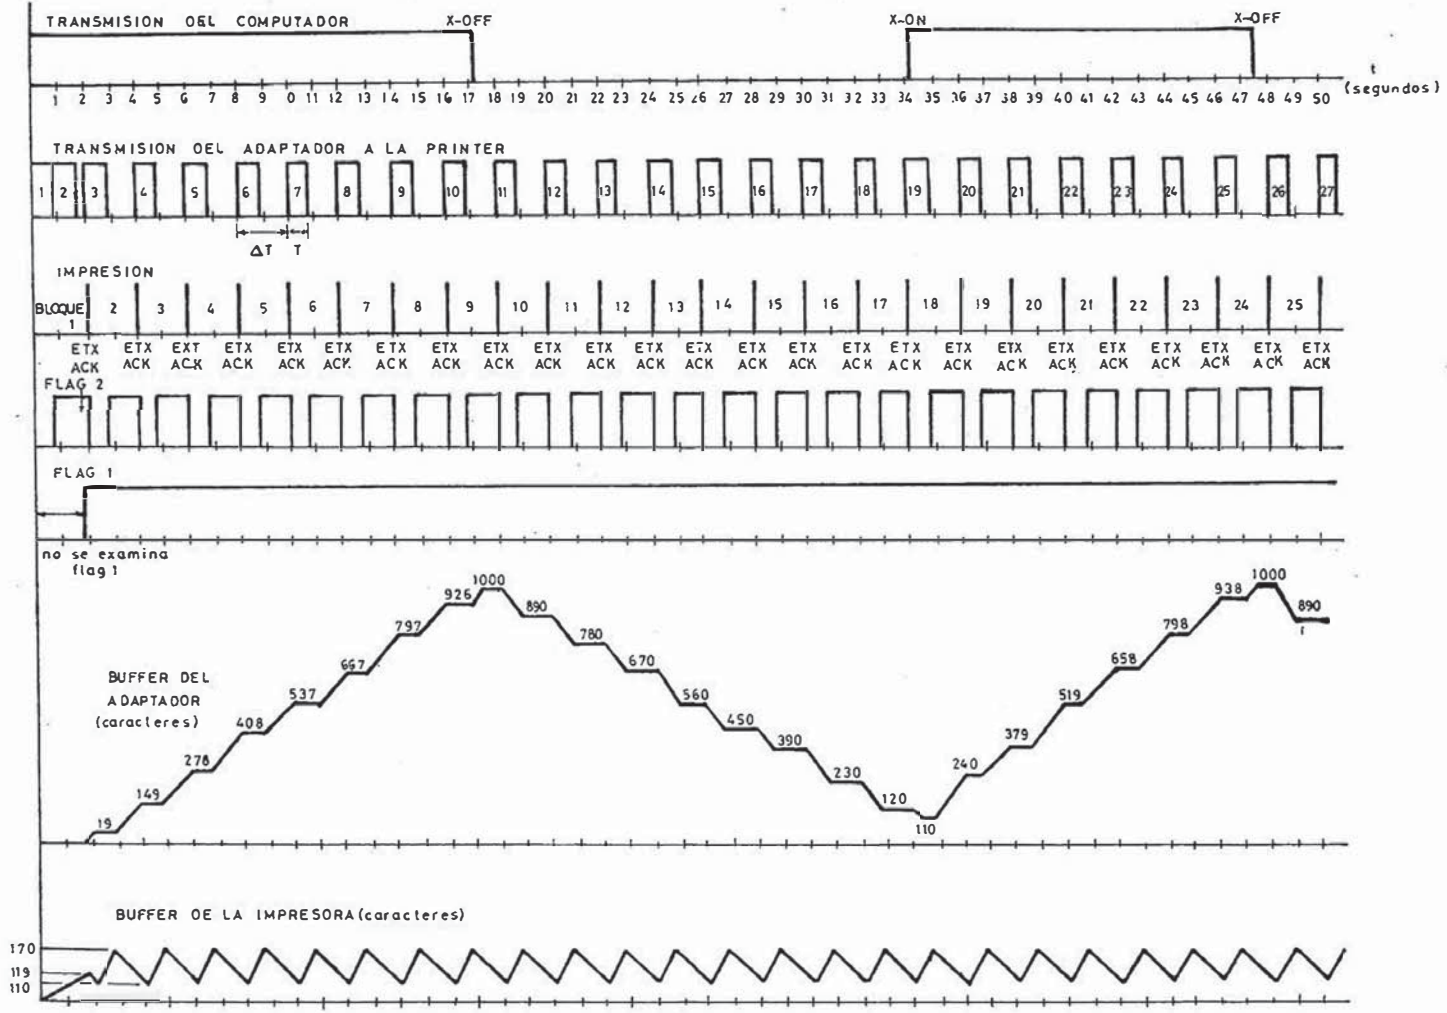 TRANSMISION OEL COMPUTADOR X-OFF X-ON X-OFF
t
(segundos)
1 2 3 4 5 6 7 8 9 0 11 12 13 14 15 16 17 18 19 20 21 22 23 24 25 26 27 28 29 30 31 32 33 34 35 36 37 38 39 40 41 42 43 44 45 46 47 48 49 50
TRANSMISION OEL ADAPTADOR A LA PRINTER
1 2 3 4 5 6 7 8 9 10 11 12 13 14 15 16 17 18 19 20 21 22 23 24 25 26 27
ΔT T
IMPRESION
BLOQUE 2 3 4 5 6 7 8 9 10 11 12 13 14 15 16 17 18 19 20 21 22 23 24 25
1
ETX ETX EXT ETX ETX ETX ETX ETX ETX ETX ETX ETX ETX ETX ETX ETX ETX ETX ETX ETX ETX ETX ETX ETX ETX
ACK ACK ACK ACK ACK ACK ACK ACK ACK ACK ACK ACK ACK ACK ACK ACK ACK ACK ACK ACK ACK ACK ACK ACK ACK
FLAG 2
FLAG 1
no se examina
flag 1
1000 1000
926 890 938 890
797 780 798
667 670 658
BUFFER DEL
ADAPTADOR
(caracteres)
537 560 519
408 450
390 379
278 240
149 230
19 120
110
BUFFER OE LA IMPRESORA (caracteres)
170
119
110